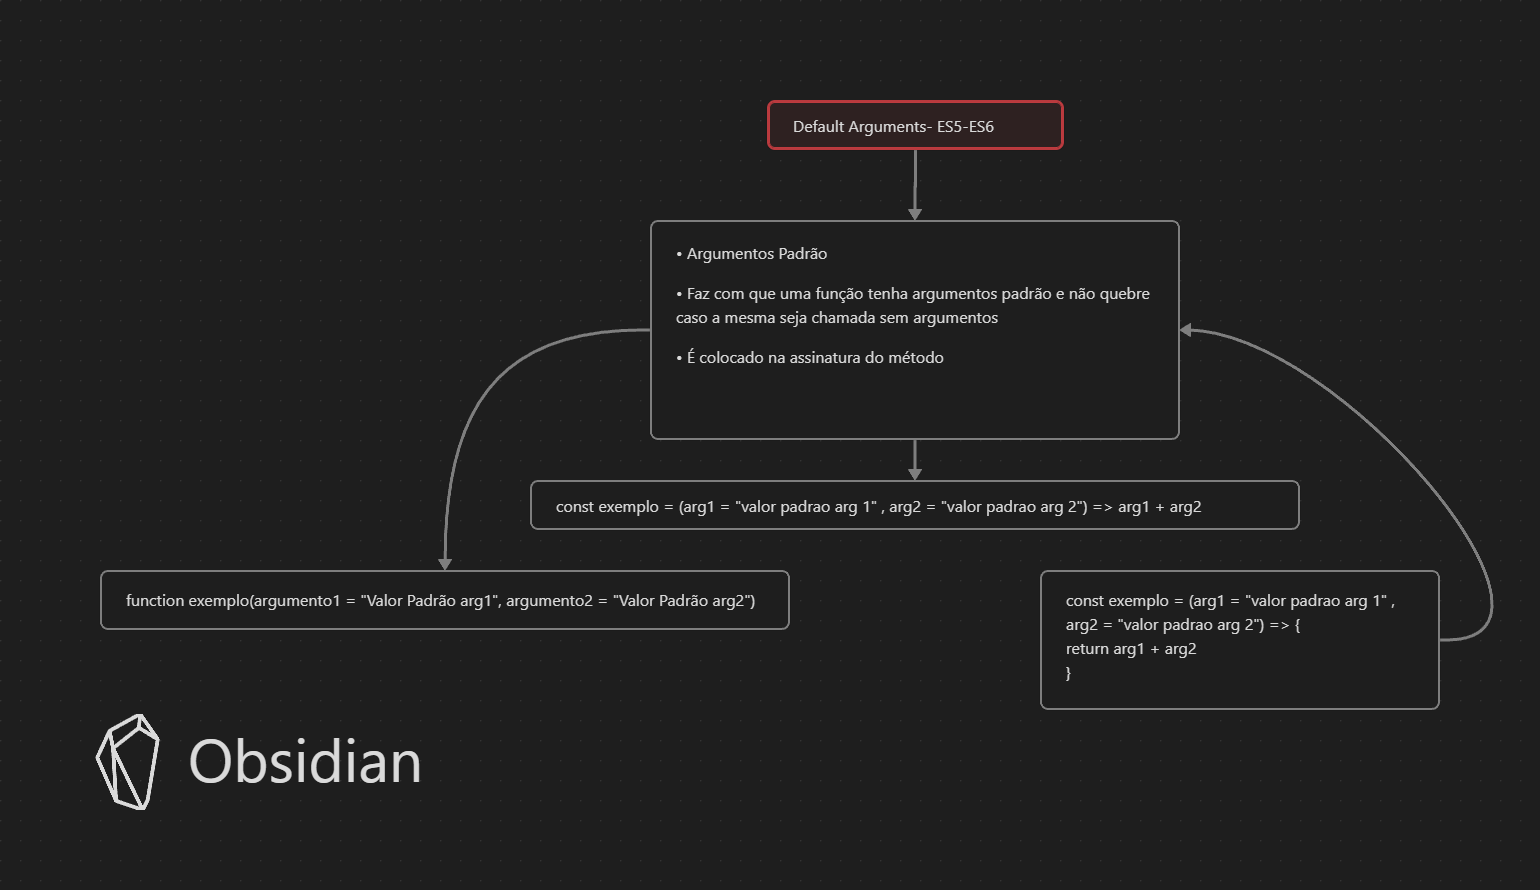 Default Arguments- ES5-ES6
• Argumentos Padrão
• Faz com que uma função tenha argumentos padrão e não quebre
caso a mesma seja chamada sem argumentos
• É colocado na assinatura do método
const exemplo = (arg1 = "valor padrao arg 1" , arg2 = "valor padrao arg 2") => arg1 + arg2
function exemplo(argumento1 = "Valor Padrão arg1", argumento2 = "Valor Padrão arg2")
const exemplo = (arg1 = "valor padrao arg 1" ,
arg2 = "valor padrao arg 2") => {
return arg1 + arg2
}
Obsidian